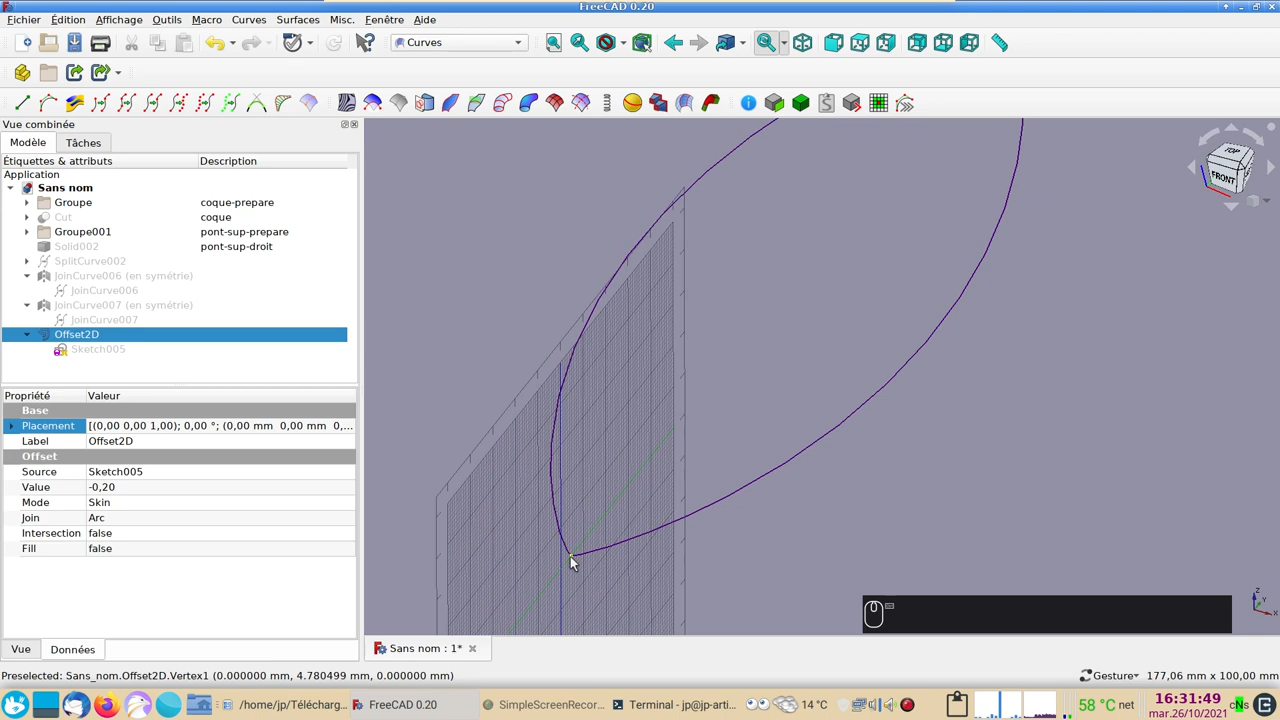 FreeCAD 0.20
Fichier Édition Affichage Outils Macro Curves Surfaces Misc. Fenêtre Aide
Curves
Vue combinée
Modèle Tâches
Étiquettes & attributs Description
Application
Sans nom
Groupe coque-prepare
Cut coque
Groupe001 pont-sup-prepare
Solid002 pont-sup-droit
SplitCurve002
JoinCurve006 (en symétrie)
JoinCurve006
JoinCurve007 (en symétrie)
JoinCurve007
Offset2D
Sketch005
Propriété Valeur
Base
Placement [(0,00 0,00 1,00); 0,00 °; (0,00 mm 0,00 mm 0,...
Label Offset2D
Offset
Source Sketch005
Value -0,20
Mode Skin
Join Arc
Intersection false
Fill false
Vue Données
TOP
FRONT
Z
Y
X
Sans nom : 1*
Preselected: Sans_nom.Offset2D.Vertex1 (0.000000 mm, 4.780499 mm, 0.000000 mm)
Gesture 177,06 mm x 100,00 mm
/home/jp/Télécharg... FreeCAD 0.20 SimpleScreenRecor... Terminal - jp@jp-arti... 14 °C 58 °C net 16:31:49
mar.26/10/2021